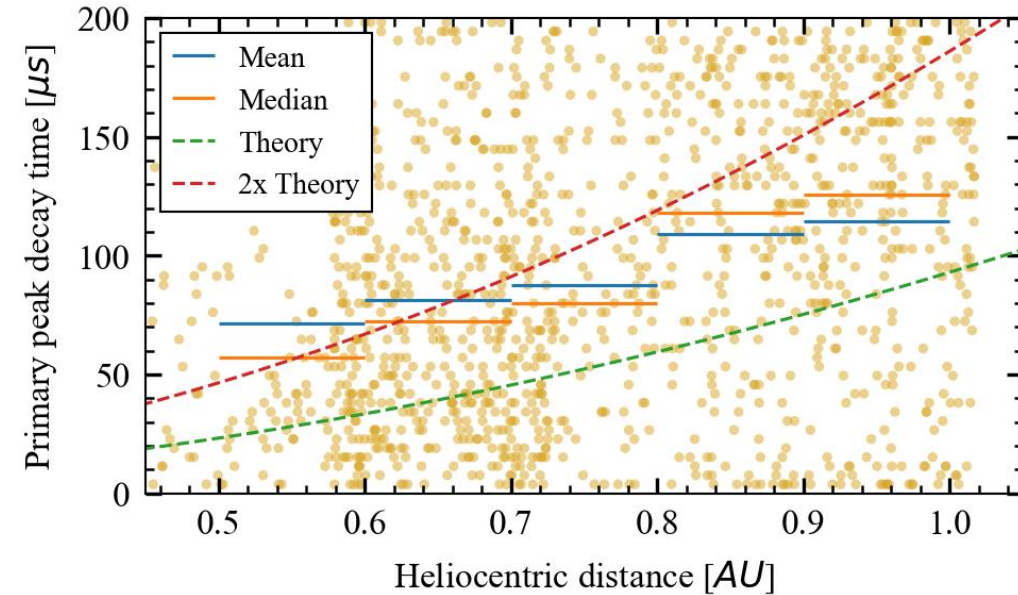 200
150
100
50
0
Primary peak decay time [μs]
Mean
Median
Theory
2x Theory
0.5 0.6 0.7 0.8 0.9 1.0
Heliocentric distance [AU]